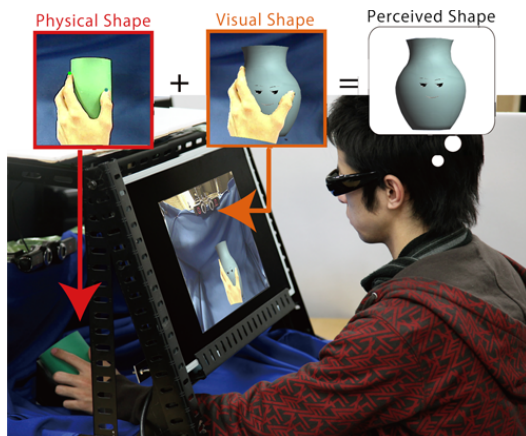 Physical Shape
Visual Shape
Perceived Shape
+
=